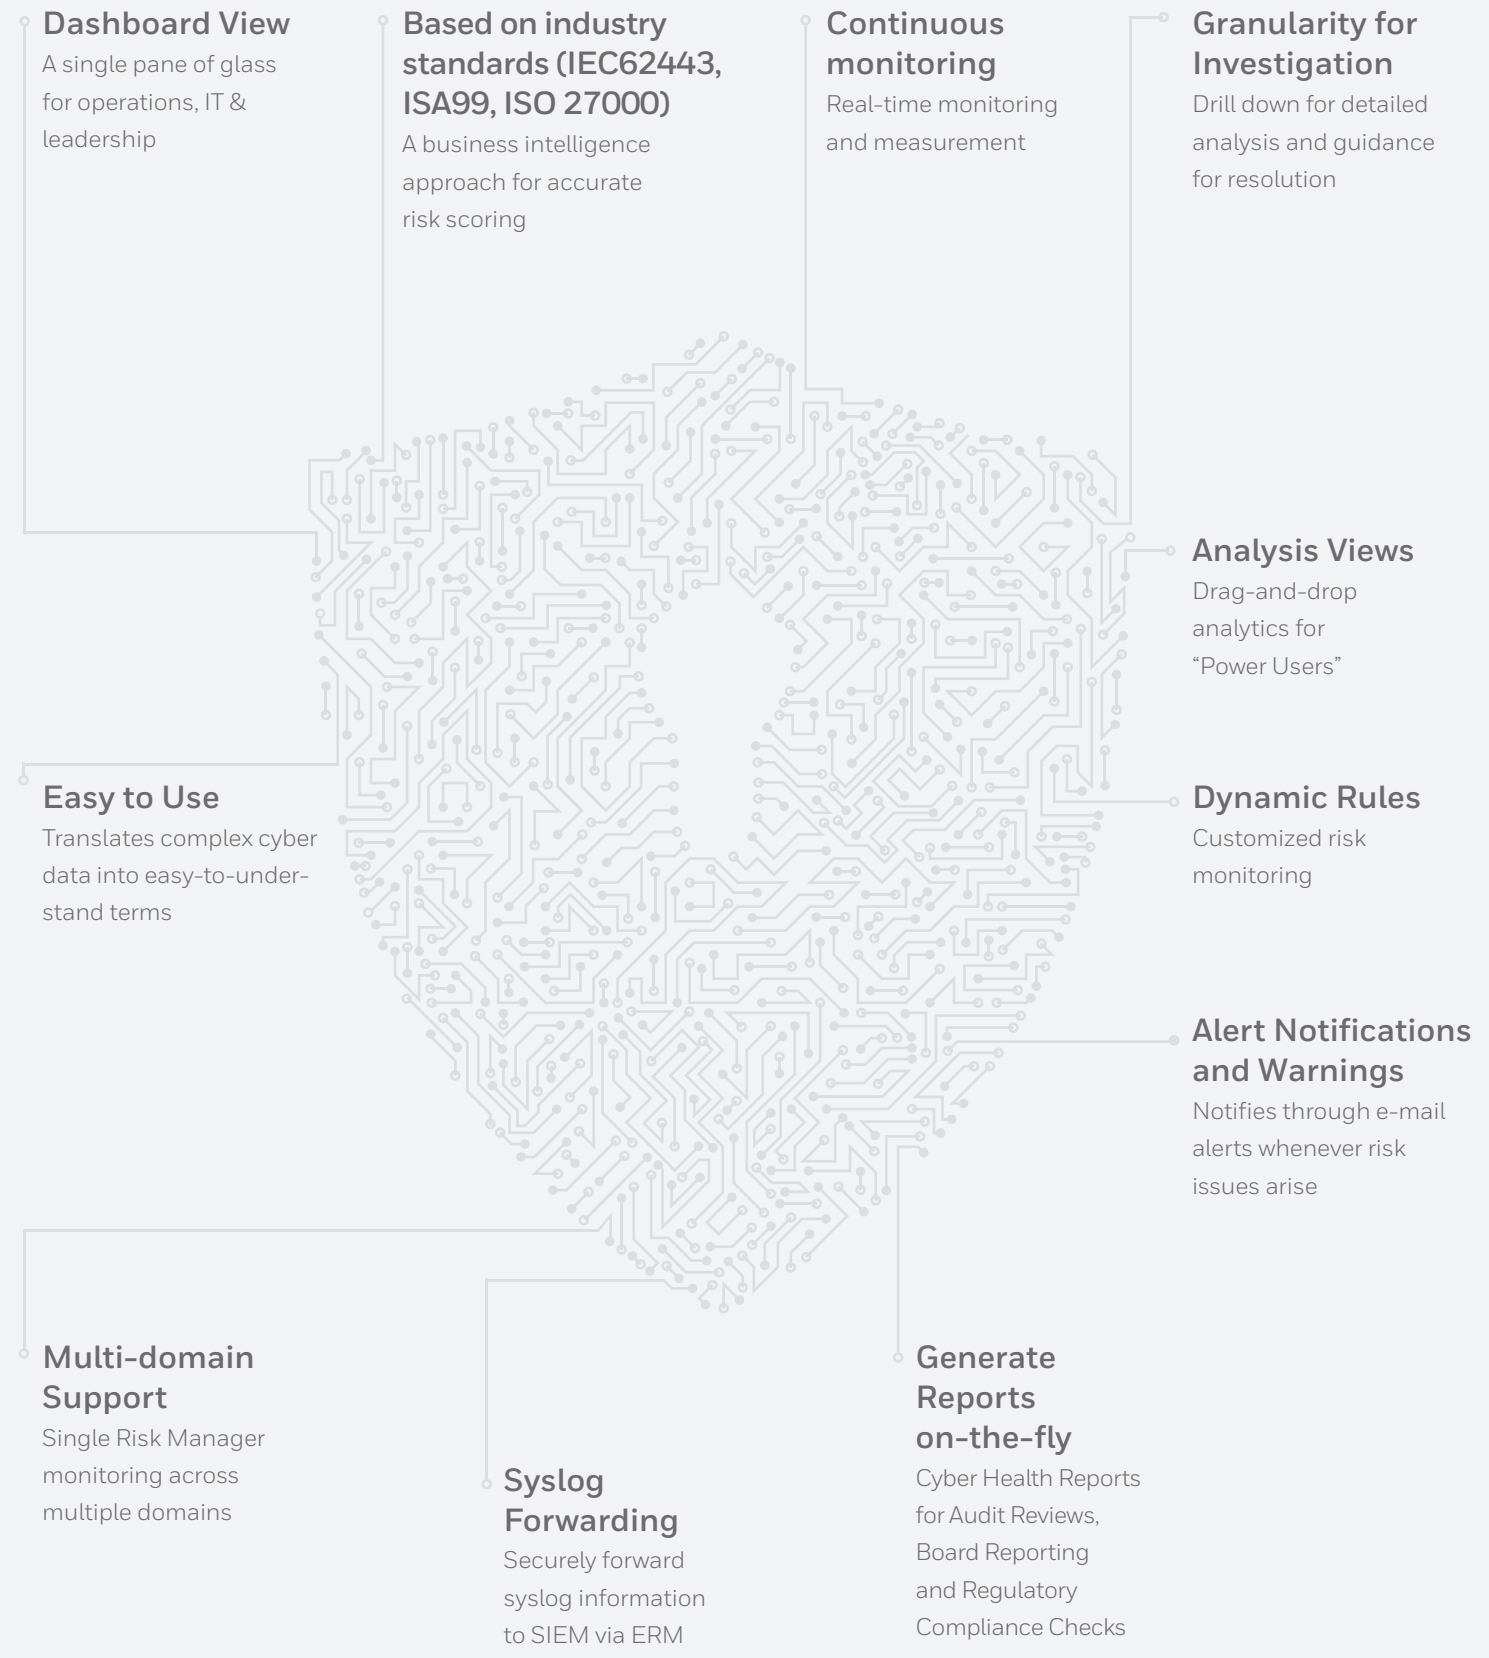 Dashboard View
A single pane of glass
for operations, IT &
leadership
Based on industry
standards (IEC62443,
ISA99, ISO 27000)
A business intelligence
approach for accurate
risk scoring
Continuous
monitoring
Real-time monitoring
and measurement
Granularity for
Investigation
Drill down for detailed
analysis and guidance
for resolution
Analysis Views
Drag-and-drop
analytics for
“Power Users”
Easy to Use
Translates complex cyber
data into easy-to-under-
stand terms
Dynamic Rules
Customized risk
monitoring
Alert Notifications
and Warnings
Notifies through e-mail
alerts whenever risk
issues arise
Multi-domain
Support
Single Risk Manager
monitoring across
multiple domains
Syslog
Forwarding
Securely forward
syslog information
to SIEM via ERM
Generate
Reports
on-the-fly
Cyber Health Reports
for Audit Reviews,
Board Reporting
and Regulatory
Compliance Checks